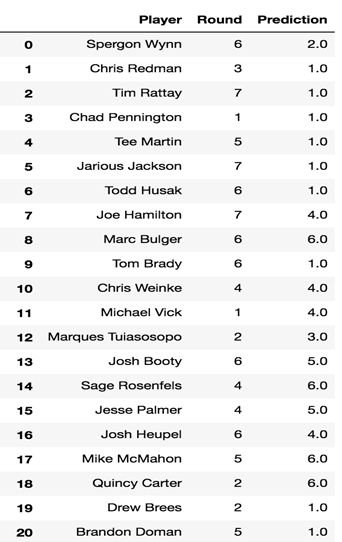 Player Round Prediction
0 Spergon Wynn 6 2.0
1 Chris Redman 3 1.0
2 Tim Rattay 7 1.0
3 Chad Pennington 1 1.0
4 Tee Martin 5 1.0
5 Jarious Jackson 7 1.0
6 Todd Husak 6 1.0
7 Joe Hamilton 7 4.0
8 Marc Bulger 6 6.0
9 Tom Brady 6 1.0
10 Chris Weinke 4 4.0
11 Michael Vick 1 4.0
12 Marques Tuiasosopo 2 3.0
13 Josh Booty 6 5.0
14 Sage Rosenfels 4 6.0
15 Jesse Palmer 4 5.0
16 Josh Heupel 6 4.0
17 Mike McMahon 5 6.0
18 Quincy Carter 2 6.0
19 Drew Brees 2 1.0
20 Brandon Doman 5 1.0